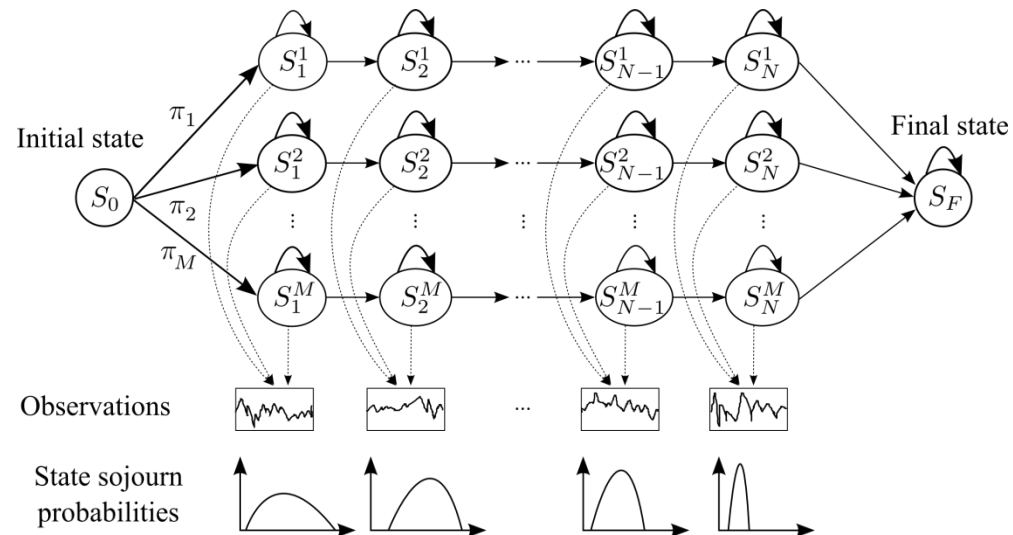 S_1^1 S_2^1 ... S_{N-1}^1 S_N^1
π_1
Initial state
Final state
S_1^2 S_2^2 ... S_{N-1}^2 S_N^2
S_0
π_2
S_F
⋮ ⋮ ⋮ ⋮ ⋮
π_M
S_1^M S_2^M ... S_{N-1}^M S_N^M
Observations ...
State sojourn
probabilities